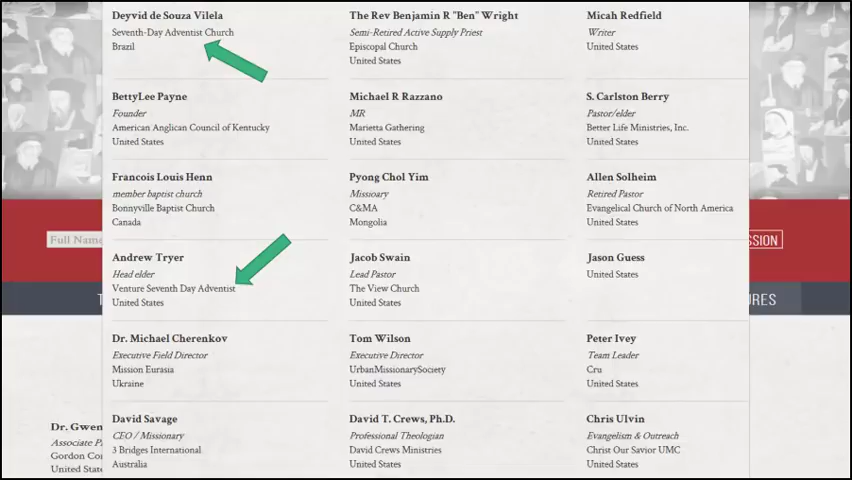 Deyvid de Souza Vilela
Seventh-Day Adventist Church
Brazil
The Rev Benjamin R "Ben" Wright
Semi-Retired Active Supply Priest
Episcopal Church
United States
Micah Redfield
Writer
United States
BettyLee Payne
Founder
American Anglican Council of Kentucky
United States
Michael R Razzano
MR
Marietta Gathering
United States
S. Carlston Berry
Pastor/elder
Better Life Ministries, Inc.
United States
Francois Louis Henn
member baptist church
Bonnyville Baptist Church
Canada
Pyong Chol Yim
Missioary
C&MA
Mongolia
Allen Solheim
Retired Pastor
Evangelical Church of North America
United States
Full Name
SSION
Andrew Tryer
Head elder
Venture Seventh Day Adventist
United States
Jacob Swain
Lead Pastor
The View Church
United States
Jason Guess
United States
T
URES
Dr. Michael Cherenkov
Executive Field Director
Mission Eurasia
Ukraine
Tom Wilson
Executive Director
UrbanMissionarySociety
United States
Peter Ivey
Team Leader
Cru
United States
David Savage
CEO / Missionary
3 Bridges International
Australia
David T. Crews, Ph.D.
Professional Theologian
David Crews Ministries
United States
Chris Ulvin
Evangelism & Outreach
Christ Our Savior UMC
United States
Dr. Gwen
Associate P
Gordon Co
United State